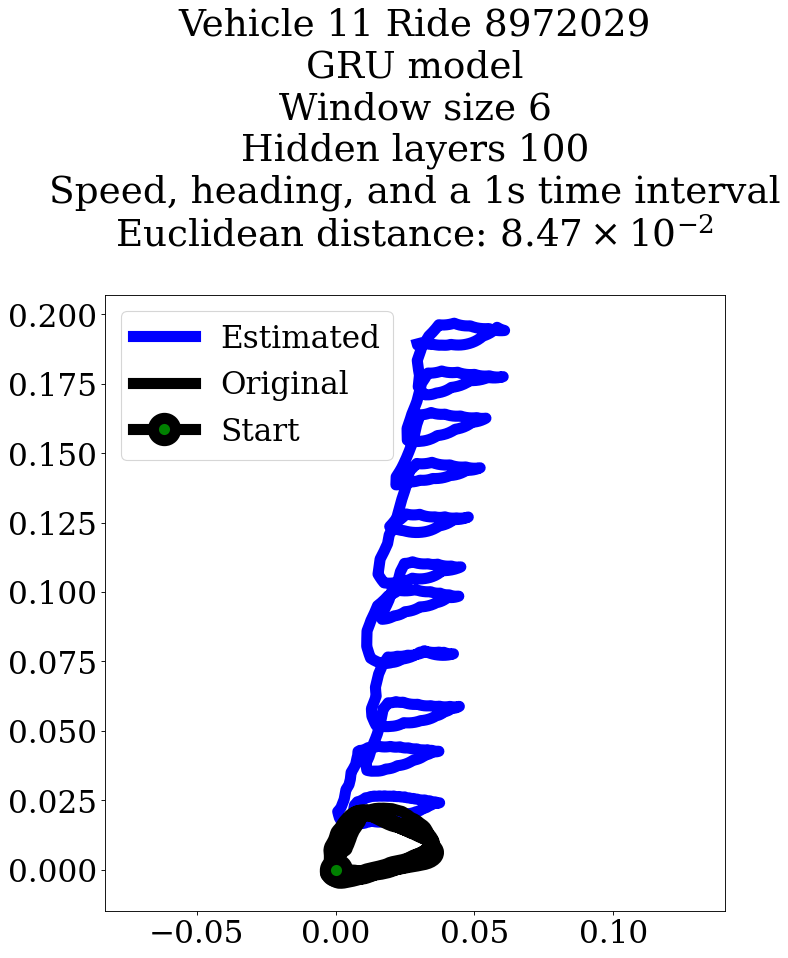 Vehicle 11 Ride 8972029
GRU model
Window size 6
Hidden layers 100
Speed, heading, and a 1s time interval
Euclidean distance: 8.47 × 10⁻²
Estimated
Original
Start
0.200
0.175
0.150
0.125
0.100
0.075
0.050
0.025
0.000
−0.05 0.00 0.05 0.10